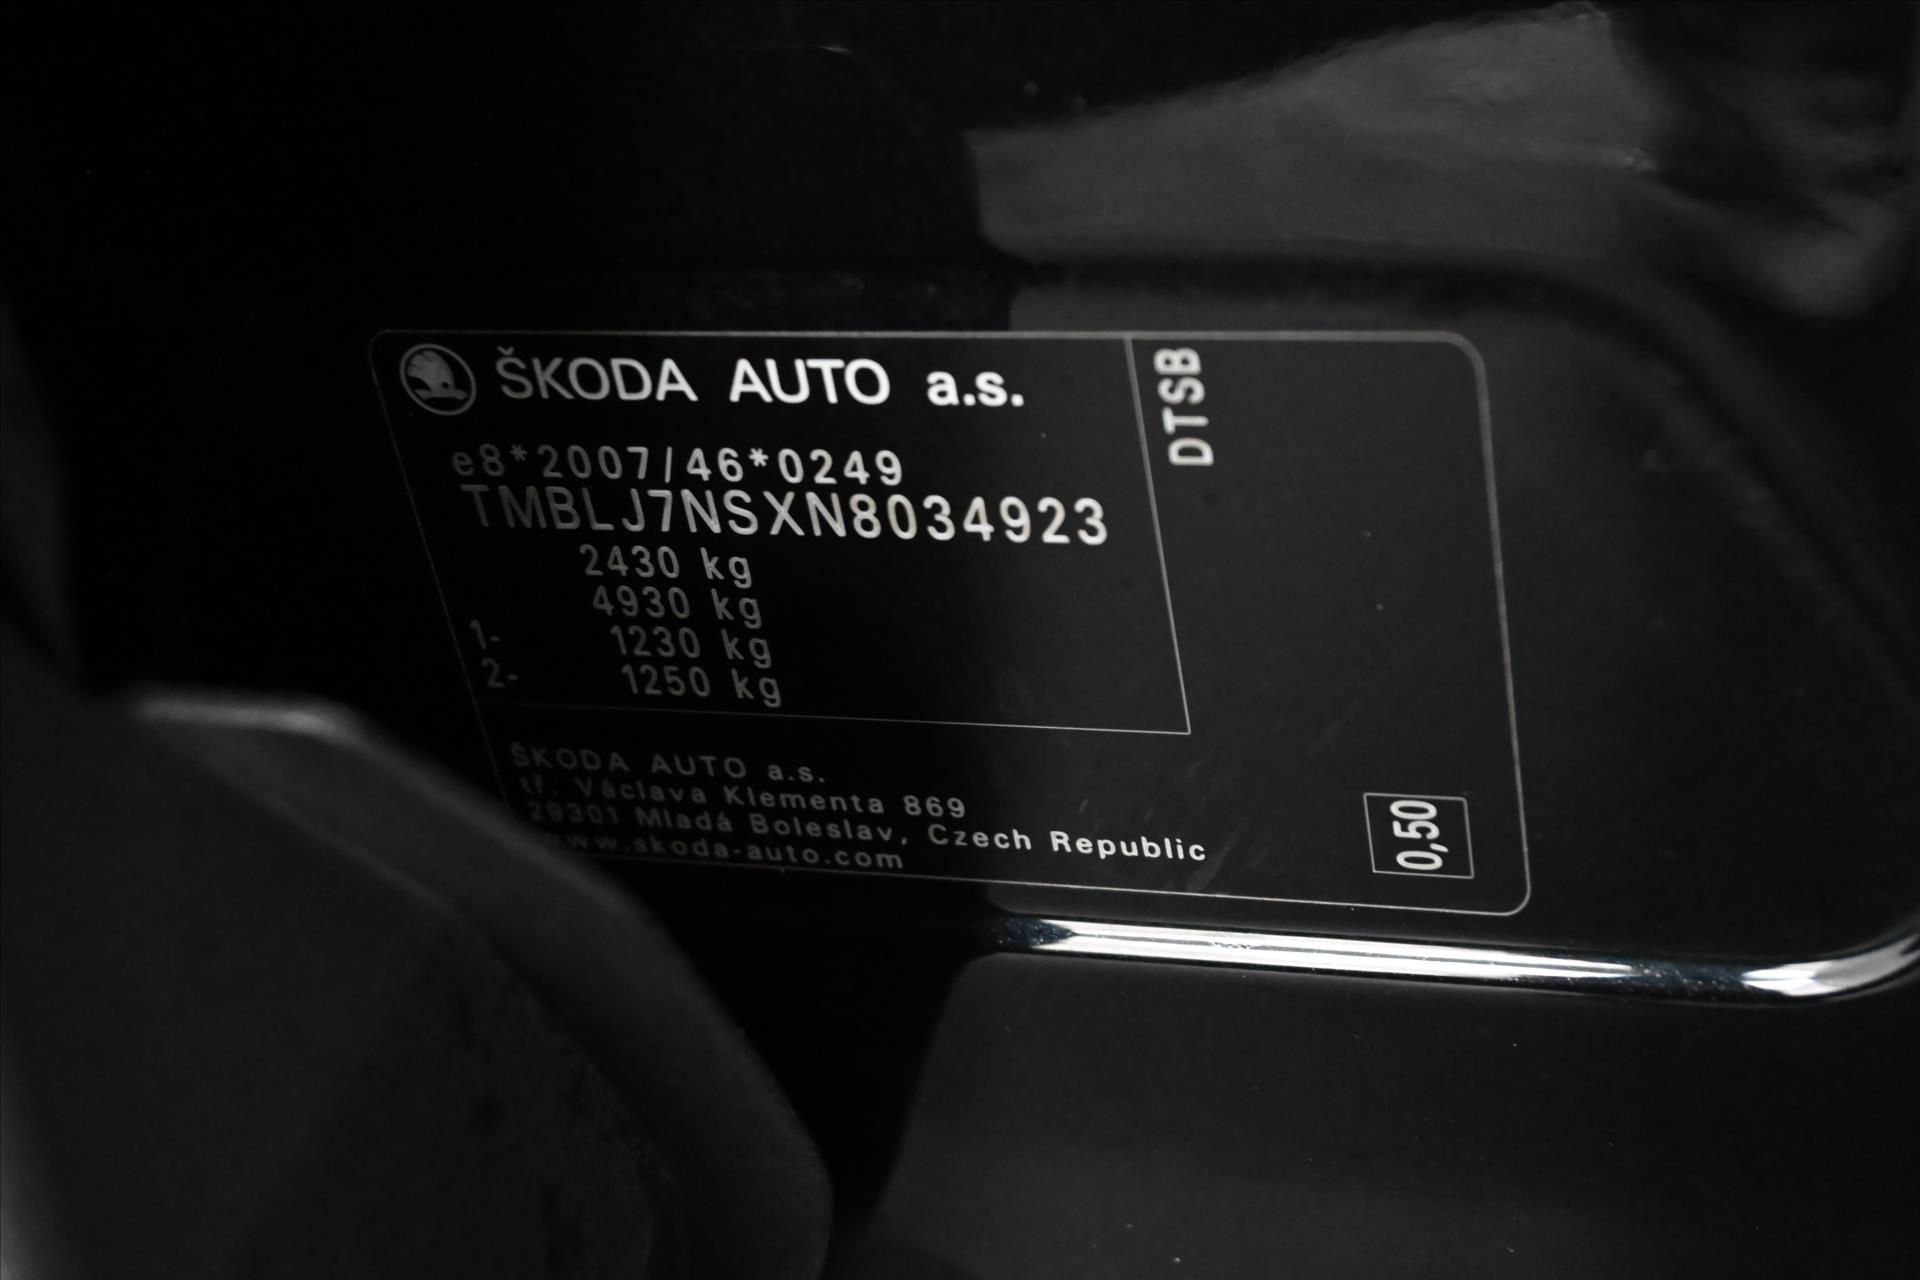 ŠKODA AUTO a.s.
DTSB
e8*2007/46*0249
TMBLJ7NSXN8034923
2430 kg
4930 kg
1- 1230 kg
2- 1250 kg
ŠKODA AUTO a.s.
tř. Václava Klementa 869
29301 Mladá Boleslav, Czech Republic
www.skoda-auto.com
0,50